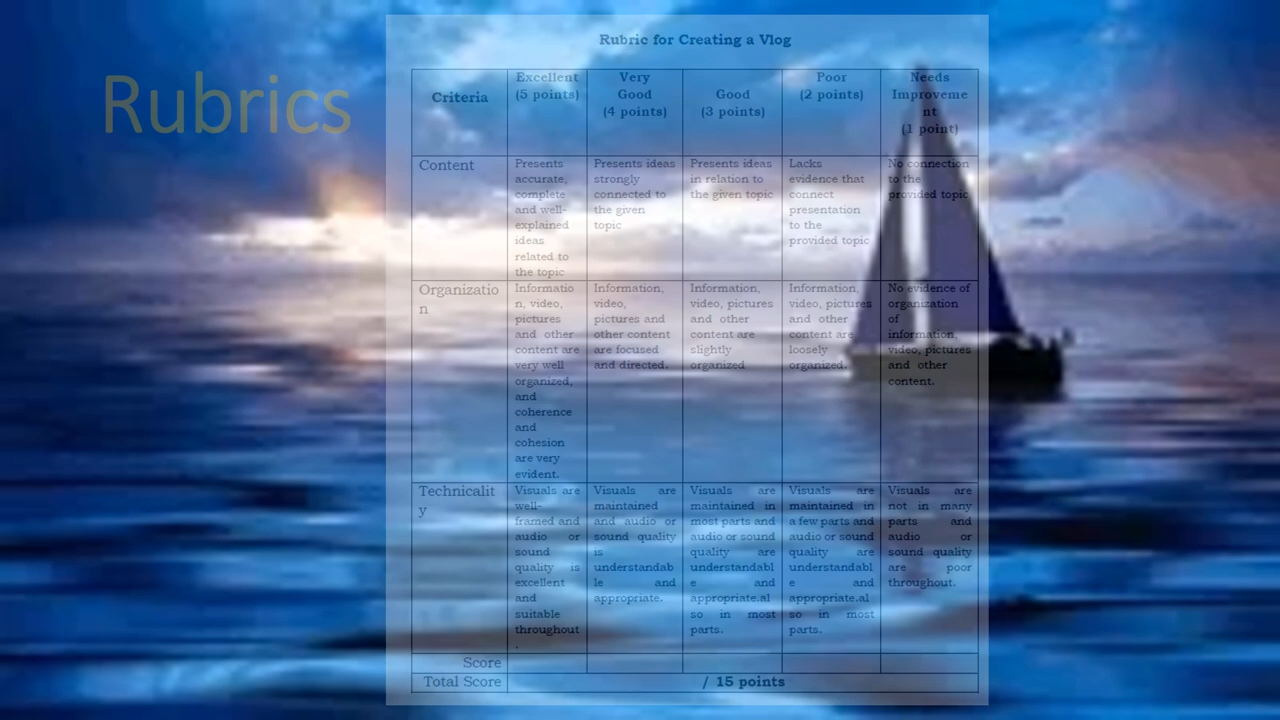 Rubrics
Rubric for Creating a Vlog
Criteria
Excellent
(5 points)
Very
Good
(4 points)
Good
(3 points)
Poor
(2 points)
Needs
Improveme
nt
(1 point)
Content
Presents
accurate,
complete
and well-
explained
ideas
related to
the topic
Presents ideas
strongly
connected to
the given
topic
Presents ideas
in relation to
the given topic
Lacks
evidence that
connect
presentation
to the
provided topic
No connection
to the
provided topic
Organizatio
n
Informatio
n, video,
pictures
and other
content are
very well
organized,
and
coherence
and
cohesion
are very
evident.
Information,
video,
pictures and
other content
are focused
and directed.
Information,
video, pictures
and other
content are
slightly
organized
Information,
video, pictures
and other
content are
loosely
organized.
No evidence of
organization
of
information,
video, pictures
and other
content.
Technicalit
y
Visuals are
well-
framed and
audio or
sound
quality is
excellent
and
suitable
throughout
.
Visuals are
maintained
and audio or
sound quality
is
understandab
le and
appropriate.
Visuals are
maintained in
most parts and
audio or sound
quality are
understandabl
e and
appropriate.al
so in most
parts.
Visuals are
maintained in
a few parts and
audio or sound
quality are
understandabl
e and
appropriate.al
so in most
parts.
Visuals are
not in many
parts and
audio or
sound quality
are poor
throughout.
Score
Total Score
/ 15 points